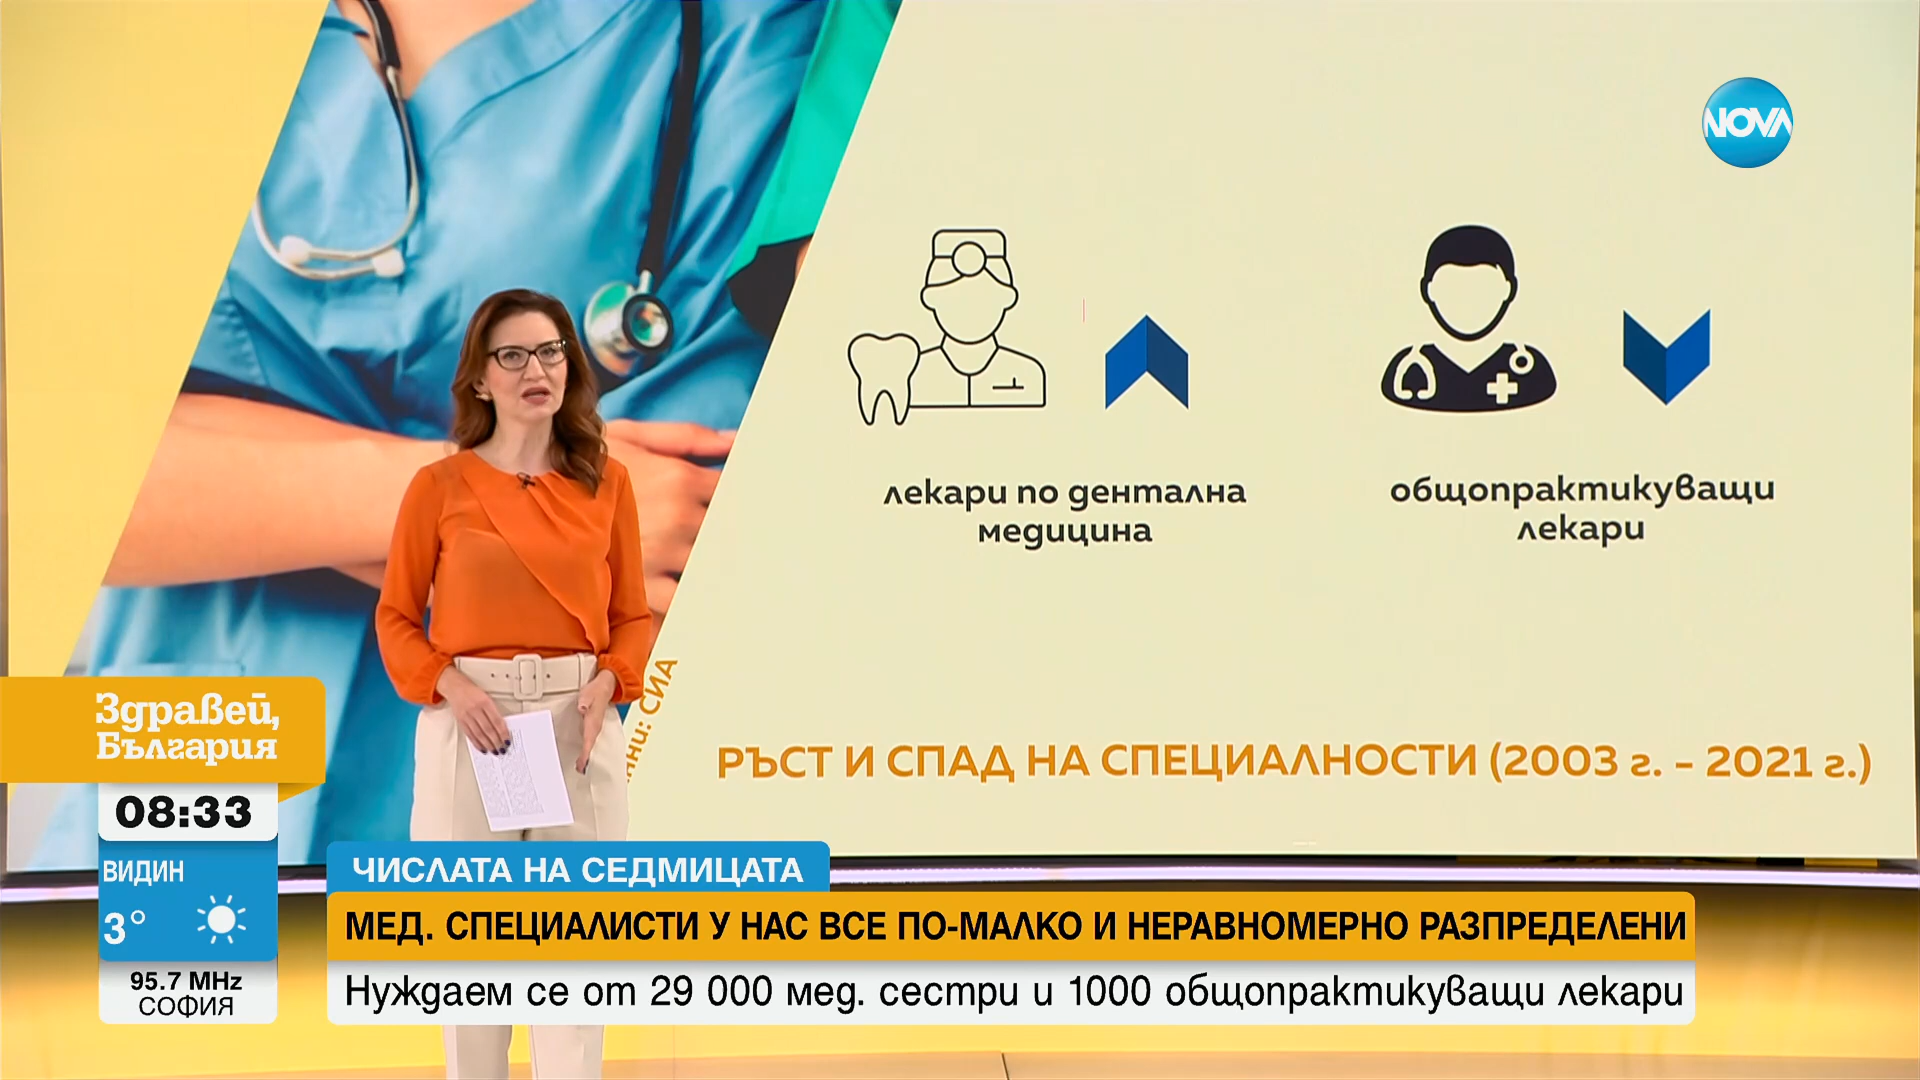 NOVA
лекари по дентална
медицина
общопрактикуващи
лекари
СИА
РЪСТ И СПАД НА СПЕЦИАЛНОСТИ (2003 г. - 2021 г.)
Здравей,
България
08:33
ВИДИН
3°
95.7 MHz
СОФИЯ
ЧИСЛАТА НА СЕДМИЦАТА
МЕД. СПЕЦИАЛИСТИ У НАС ВСЕ ПО-МАЛКО И НЕРАВНОМЕРНО РАЗПРЕДЕЛЕНИ
Нуждаем се от 29 000 мед. сестри и 1000 общопрактикуващи лекари